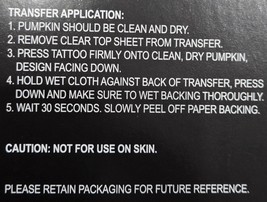 TRANSFER APPLICATION:
1. PUMPKIN SHOULD BE CLEAN AND DRY.
2. REMOVE CLEAR TOP SHEET FROM TRANSFER.
3. PRESS TATTOO FIRMLY ONTO CLEAN, DRY PUMPKIN,
DESIGN FACING DOWN.
4. HOLD WET CLOTH AGAINST BACK OF TRANSFER, PRESS
DOWN AND MAKE SURE TO WET BACKING THOROUGHLY.
5. WAIT 30 SECONDS. SLOWLY PEEL OFF PAPER BACKING.
CAUTION: NOT FOR USE ON SKIN.
PLEASE RETAIN PACKAGING FOR FUTURE REFERENCE.